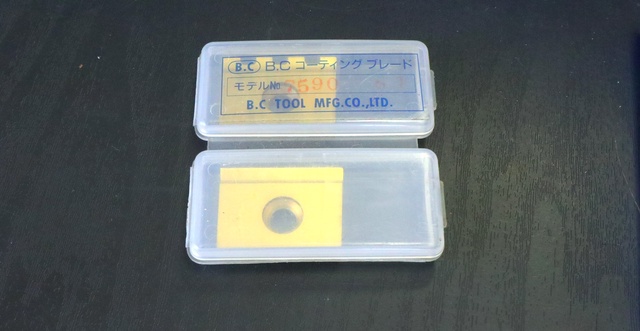 B.C B.C コーティング ブレード
モデル№ 7590
B.C TOOL MFG.CO.,LTD.